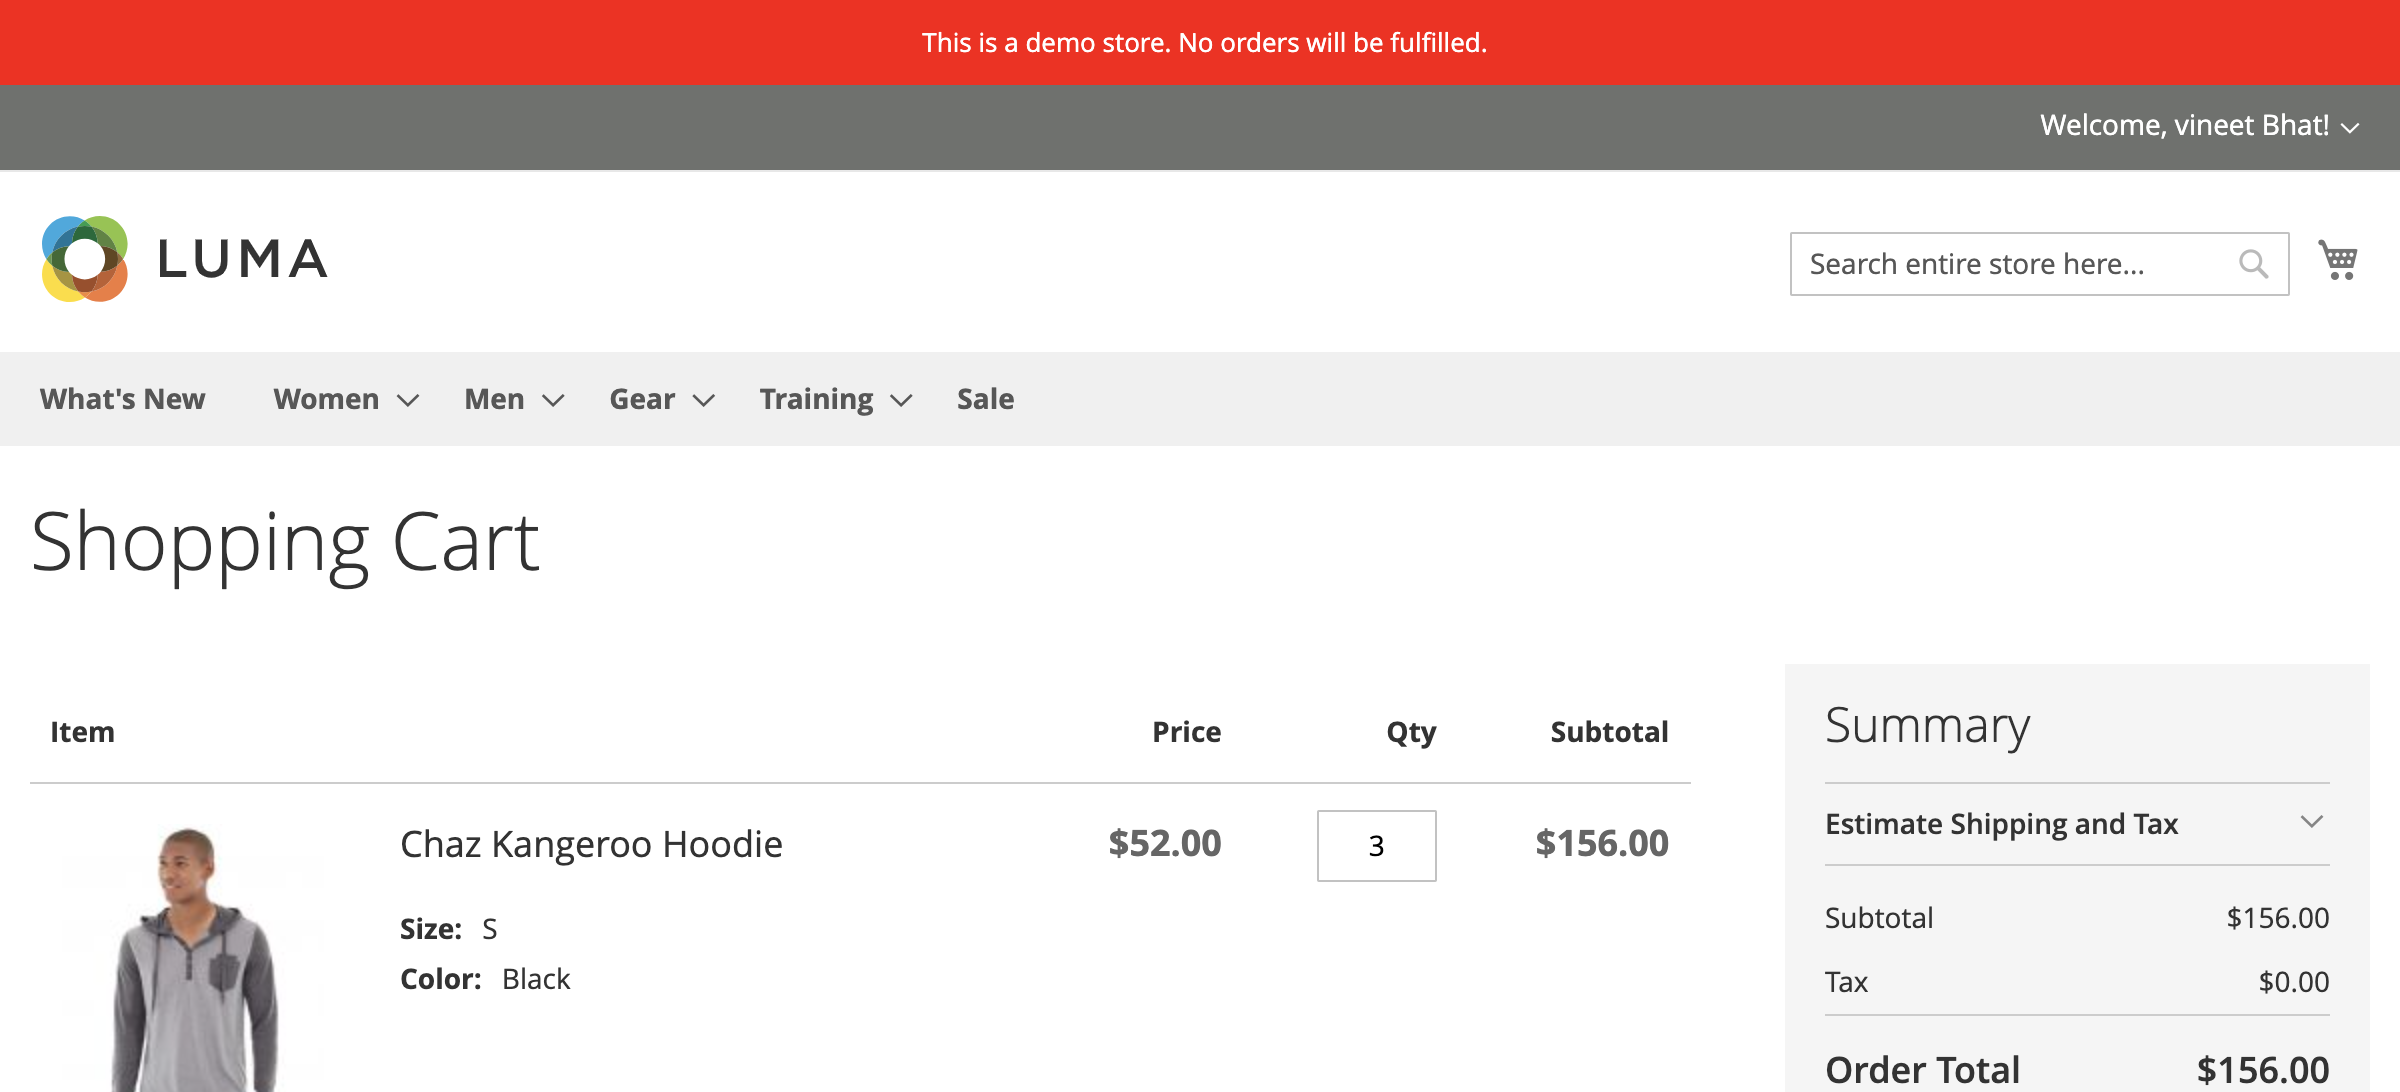 This is a demo store. No orders will be fulfilled.
Welcome, vineet Bhat!
LUMA
Search entire store here...
What's New Women Men Gear Training Sale
Shopping Cart
Item Price Qty Subtotal
Chaz Kangeroo Hoodie $52.00 3 $156.00
Size: S
Color: Black
Summary
Estimate Shipping and Tax
Subtotal $156.00
Tax $0.00
Order Total $156.00